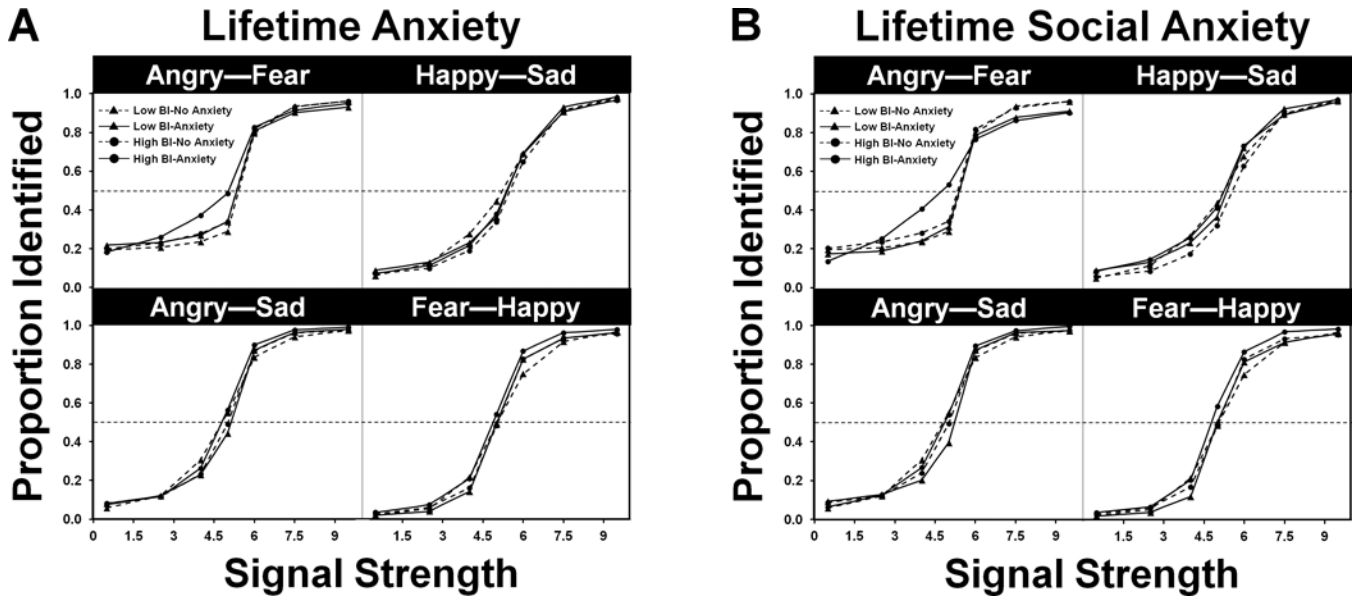 A
Lifetime Anxiety
Angry—Fear
Happy—Sad
1.0
0.8
0.6
0.4
0.2
0.0
Low BI-No Anxiety
Low BI-Anxiety
High BI-No Anxiety
High BI-Anxiety
Angry—Sad
Fear—Happy
1.0
0.8
0.6
0.4
0.2
0.0
0 1.5 3 4.5 6 7.5 9 1.5 3 4.5 6 7.5 9
Proportion Identified
Signal Strength
B
Lifetime Social Anxiety
Angry—Fear
Happy—Sad
1.0
0.8
0.6
0.4
0.2
0.0
Low BI-No Anxiety
Low BI-Anxiety
High BI-No Anxiety
High BI-Anxiety
Angry—Sad
Fear—Happy
1.0
0.8
0.6
0.4
0.2
0.0
0 1.5 3 4.5 6 7.5 9 1.5 3 4.5 6 7.5 9
Proportion Identified
Signal Strength